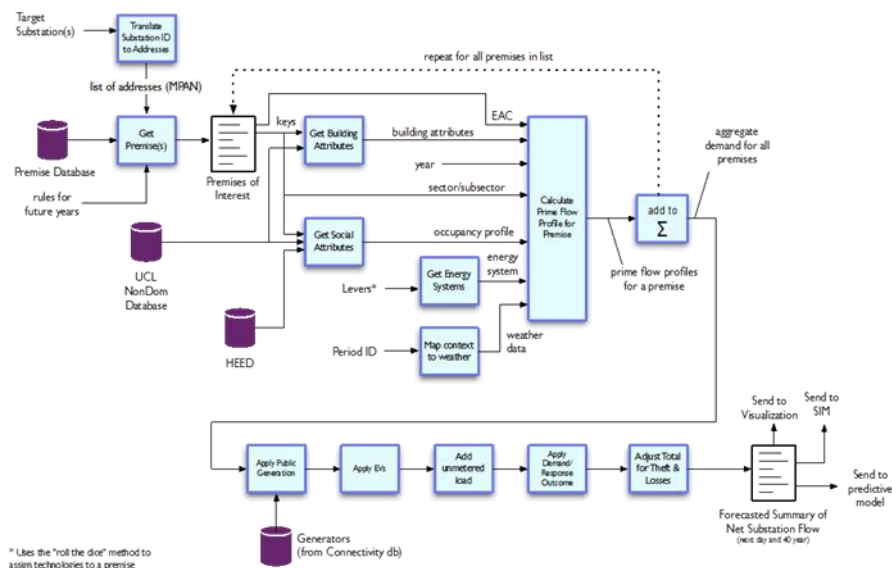 Target
Substation(s)
Translate
Substation ID
to Addresses
repeat for all premises in list
list of addresses (MPAN)
Get
Premise(s)
Premise Database
rules for
future years
keys
Premises of
Interest
Get Building
Attributes
EAC
building attributes
year
sector/subsector
Get Social
Attributes
occupancy profile
UCL
NonDom
Database
HEED
Levers*
Get Energy
Systems
energy
system
Period ID
Map context
to weather
weather
data
Calculate
Prime Flow
Profile for
Premise
add to
Σ
aggregate
demand for all
premises
prime flow profiles
for a premise
Apply Public
Generation
Apply EVs
Add
unmetered
load
Apply
Demand/
Response
Outcome
Adjust Total
for Theft &
Losses
Send to
Visualization
Send to
SIM
Send to
predictive
model
Forecasted Summary of
Net Substation Flow
(next day and 40 year)
Generators
(from Connectivity db)
* Uses the "roll the dice" method to
assim technologies to a premise